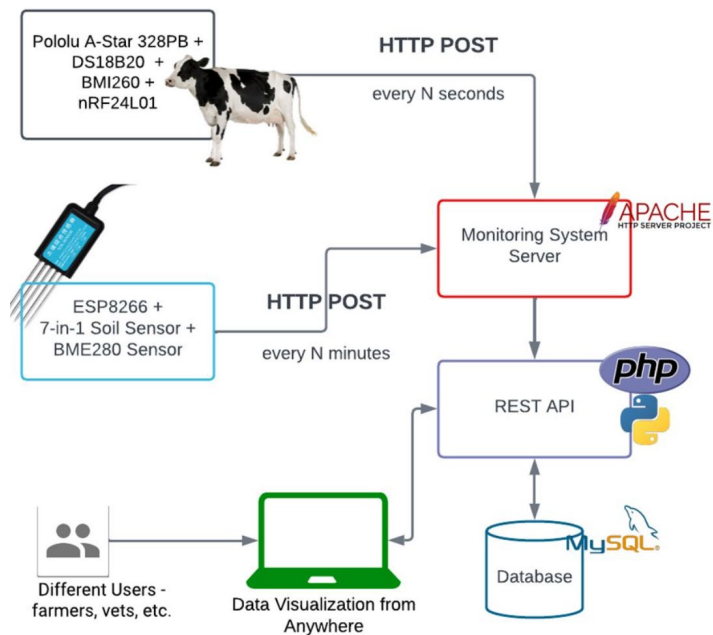 Pololu A-Star 328PB +
DS18B20 +
BMI260 +
nRF24L01
HTTP POST
every N seconds
APACHE
HTTP SERVER PROJECT
Monitoring System
Server
ESP8266 +
7-in-1 Soil Sensor +
BME280 Sensor
HTTP POST
every N minutes
php
REST API
MySQL®
Database
Different Users -
farmers, vets, etc.
Data Visualization from
Anywhere